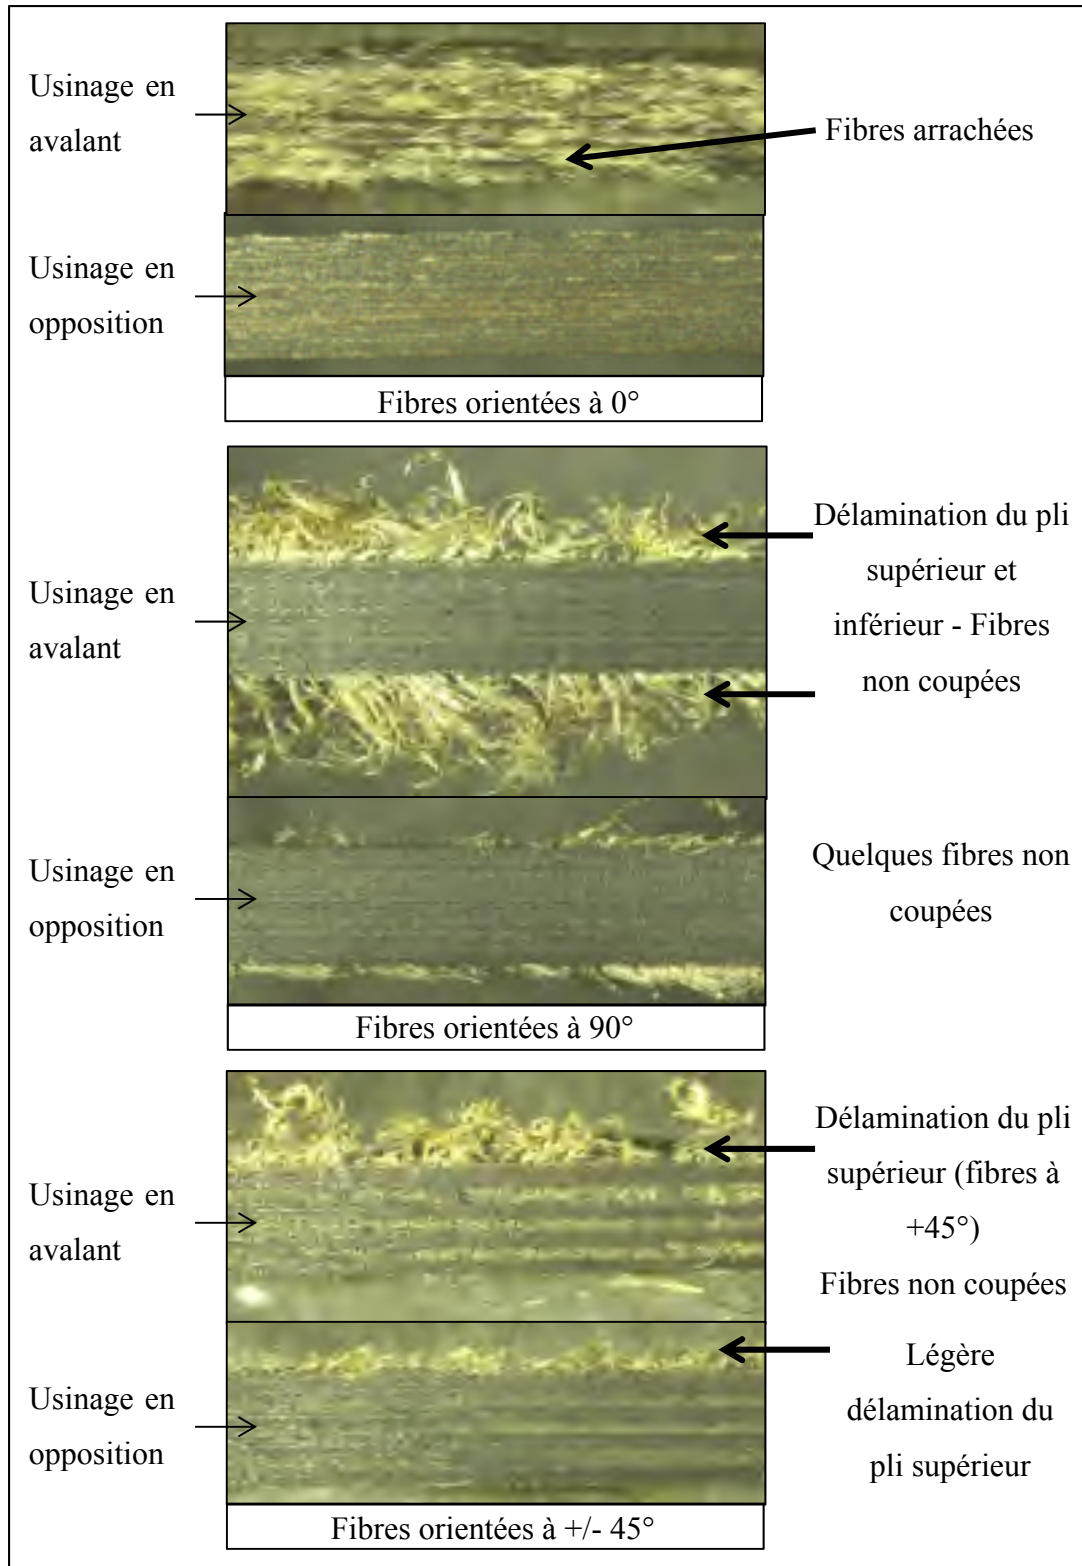 Usinage en
avalant
Fibres arrachées
Usinage en
opposition
Fibres orientées à 0°
Délamination du pli
supérieur et
inférieur - Fibres
non coupées
Usinage en
avalant
Quelques fibres non
coupées
Usinage en
opposition
Fibres orientées à 90°
Délamination du pli
supérieur (fibres à
+45°)
Fibres non coupées
Usinage en
avalant
Légère
délamination du
pli supérieur
Usinage en
opposition
Fibres orientées à +/- 45°